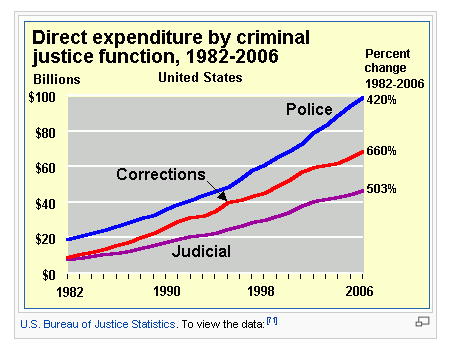 Direct expenditure by criminal
justice function, 1982-2006
Billions
United States
Percent
change
1982-2006
$100
$80
$60
$40
$20
$0
Police
420%
Corrections
660%
Judicial
503%
1982
1990
1998
2006
U.S. Bureau of Justice Statistics. To view the data:[71]